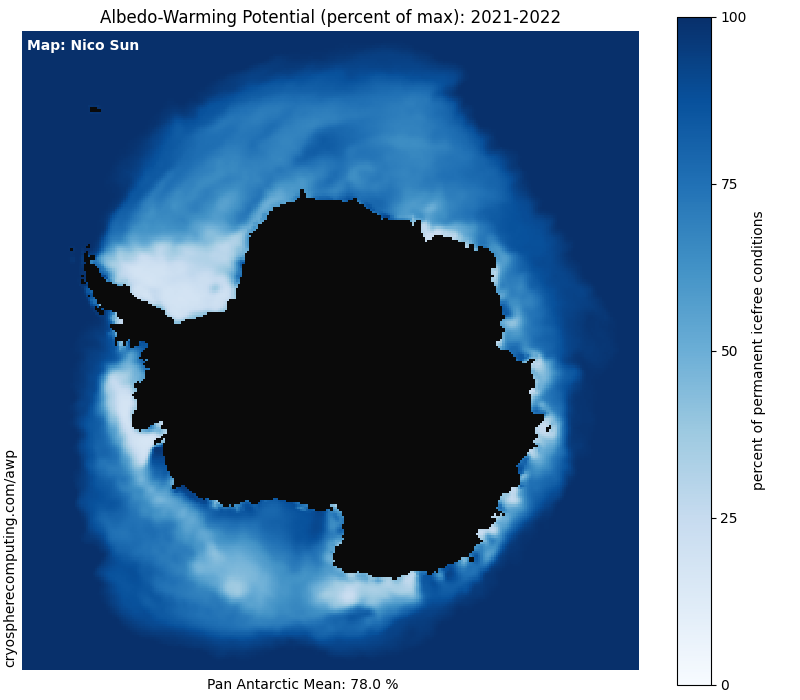 Albedo-Warming Potential (percent of max): 2021-2022
Map: Nico Sun
100
75
50
25
0
percent of permanent icefree conditions
cryospherecomputing.com/awp
Pan Antarctic Mean: 78.0 %